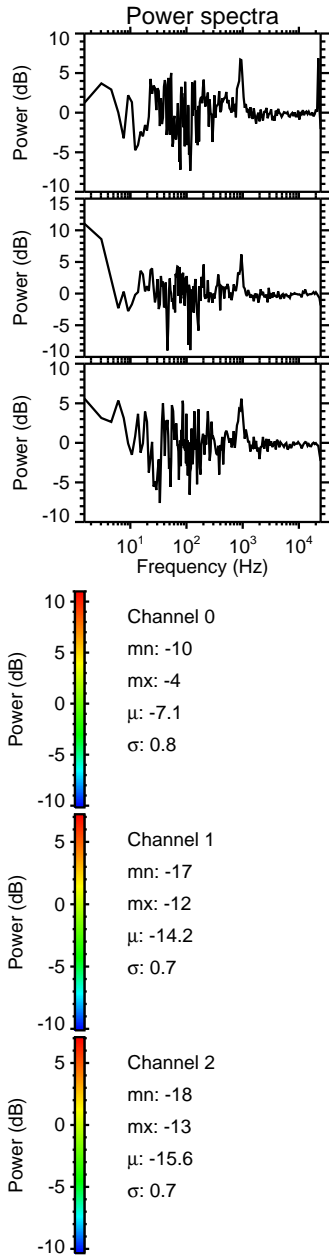 Power spectra
10
5
0
-5
-10
Power (dB)
15
10
5
0
-5
-10
Power (dB)
10
5
0
-5
-10
Power (dB)
10¹ 10² 10³ 10⁴
Frequency (Hz)
10
5
0
-5
-10
Power (dB)
Channel 0
mn: -10
mx: -4
μ: -7.1
σ: 0.8
5
0
-5
-10
Power (dB)
Channel 1
mn: -17
mx: -12
μ: -14.2
σ: 0.7
5
0
-5
-10
Power (dB)
Channel 2
mn: -18
mx: -13
μ: -15.6
σ: 0.7